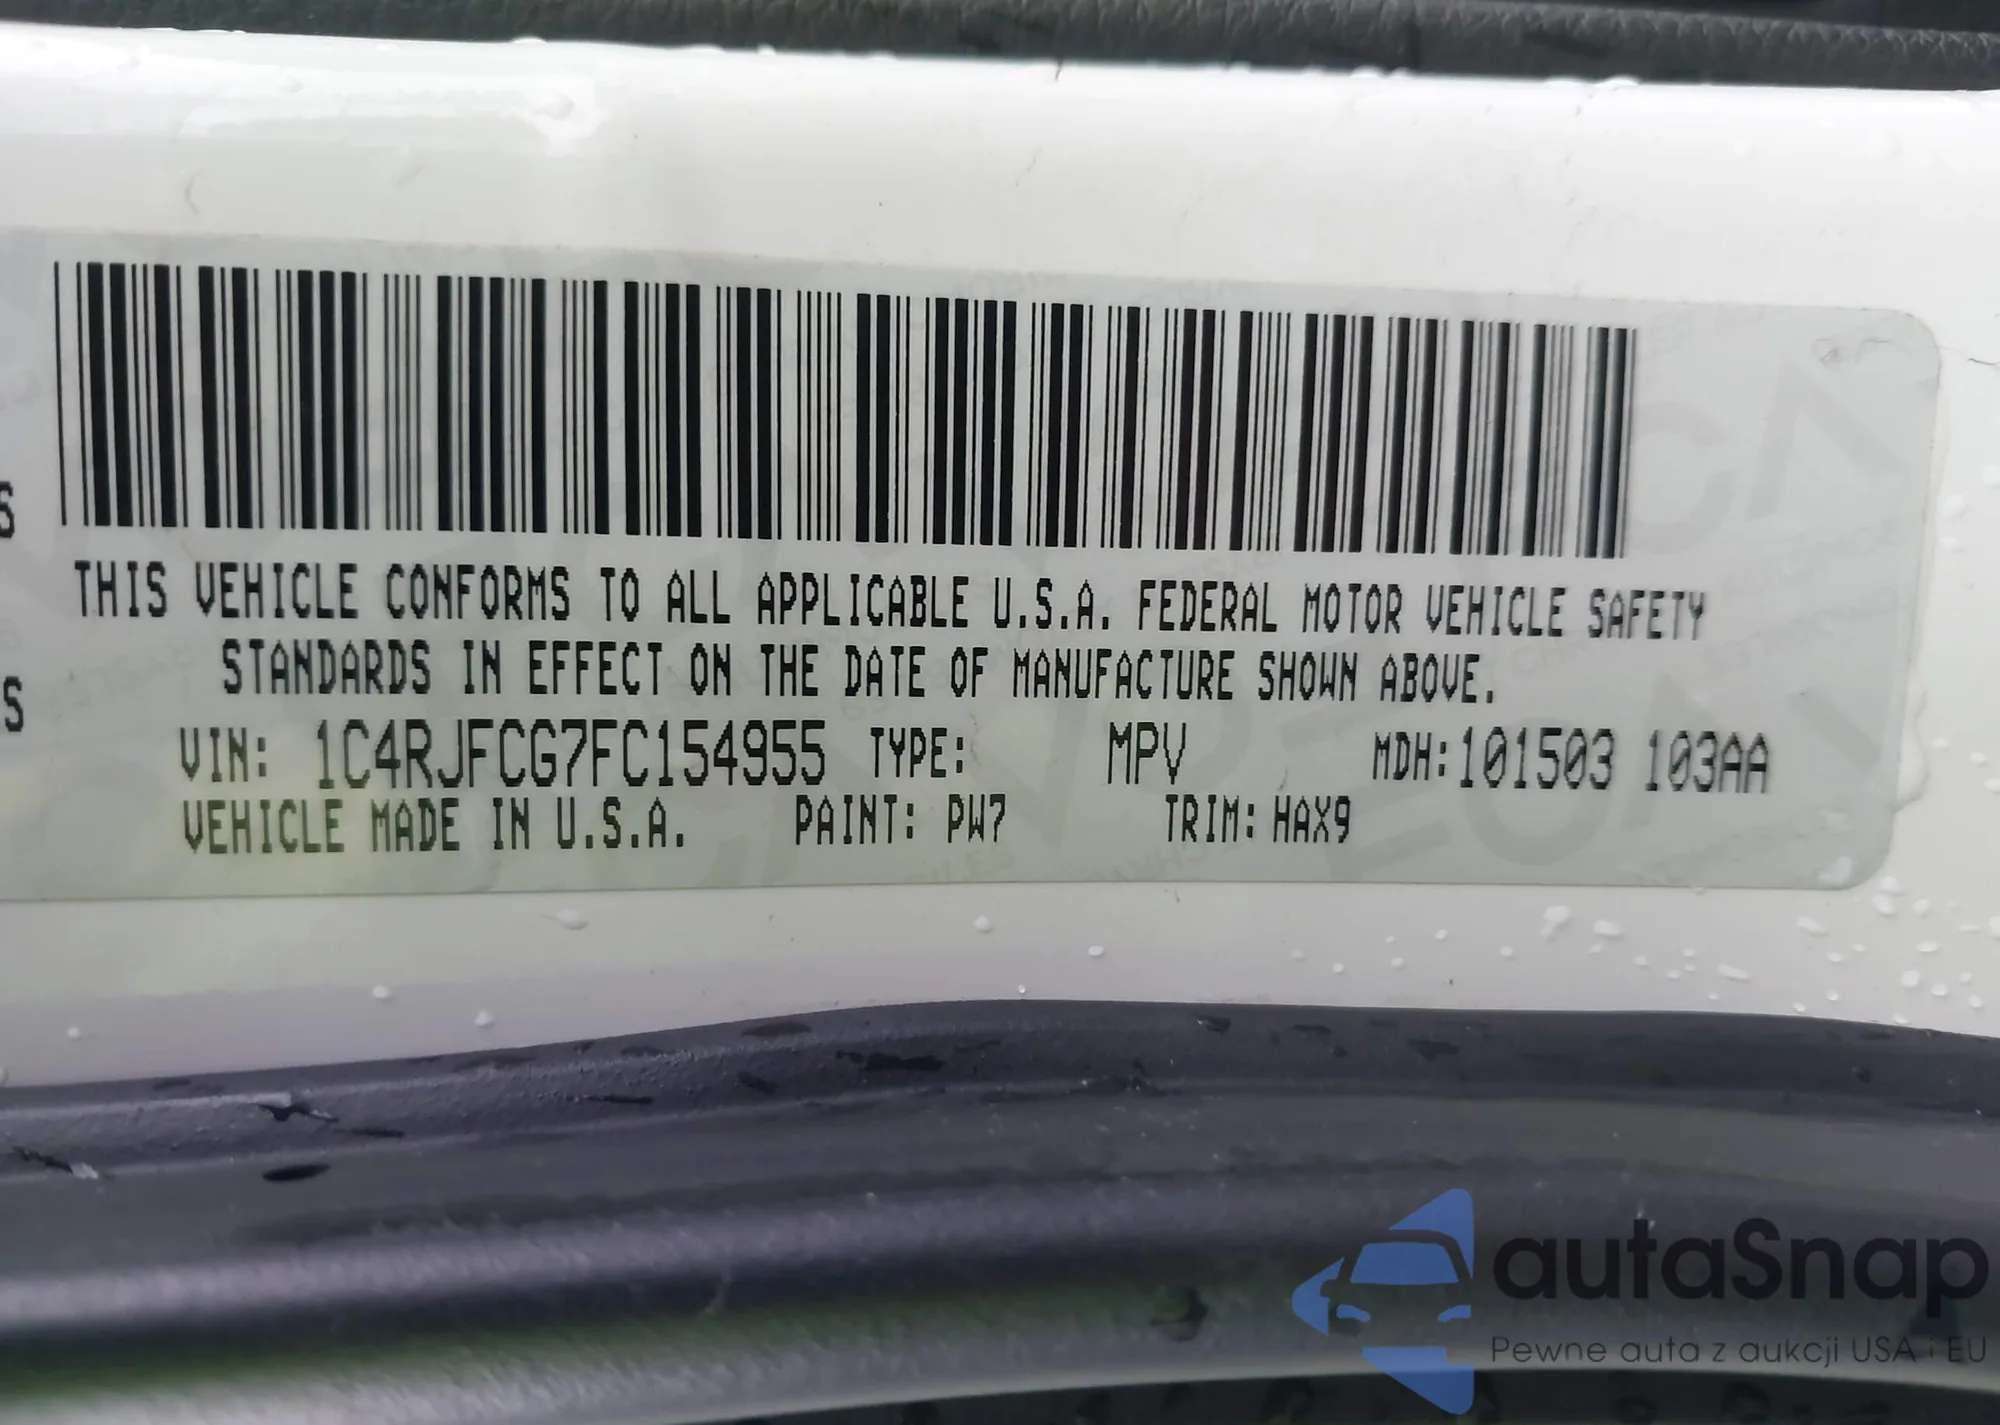 S
THIS VEHICLE CONFORMS TO ALL APPLICABLE U.S.A. FEDERAL MOTOR VEHICLE SAFETY
STANDARDS IN EFFECT ON THE DATE OF MANUFACTURE SHOWN ABOVE.
S
VIN: 1C4RJFCG7FC154955 TYPE: MPV MDH:101503 103AA
VEHICLE MADE IN U.S.A. PAINT: PW7 TRIM: HAX9
autaSnap
Pewne auta z aukcji USA i EU